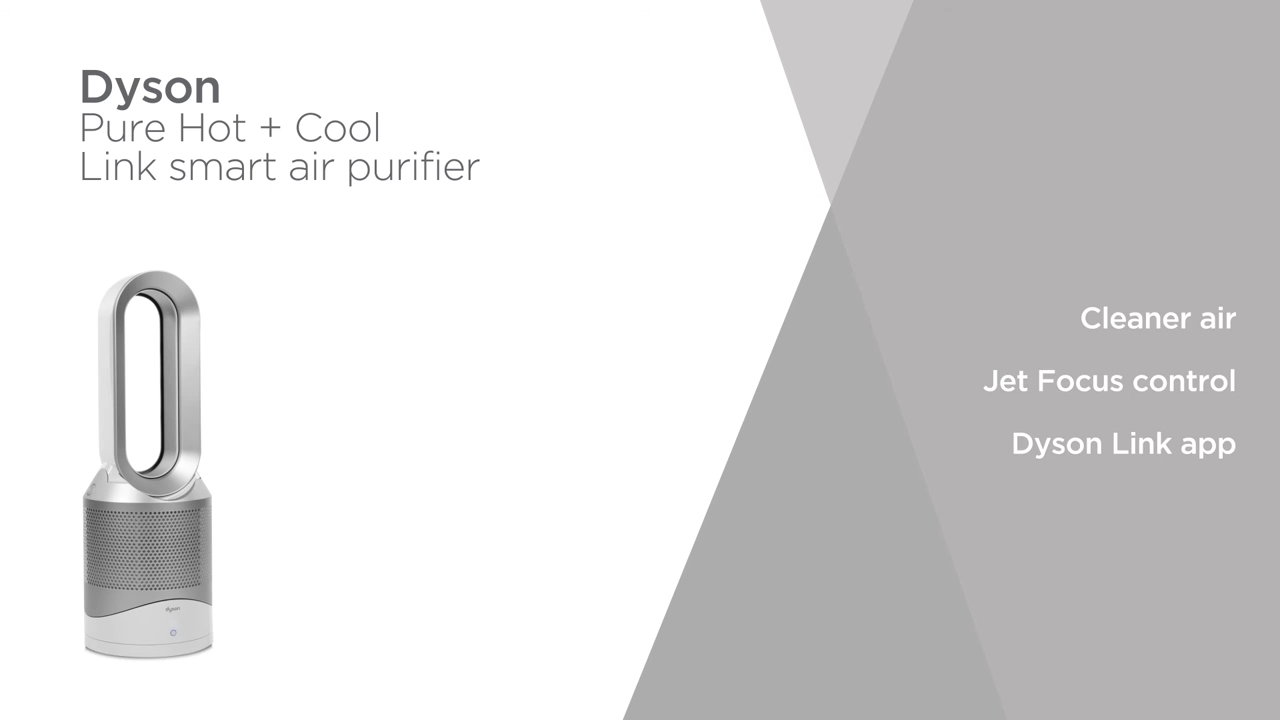 Dyson
Pure Hot + Cool
Link smart air purifier
Cleaner air
Jet Focus control
Dyson Link app
dyson